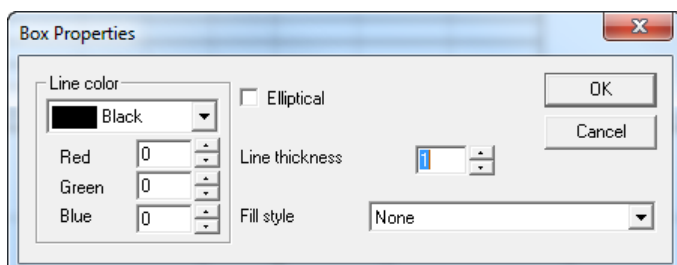 Box Properties
x
Line color
Black
Red 0
Green 0
Blue 0
Elliptical
Line thickness 1
Fill style None
OK
Cancel